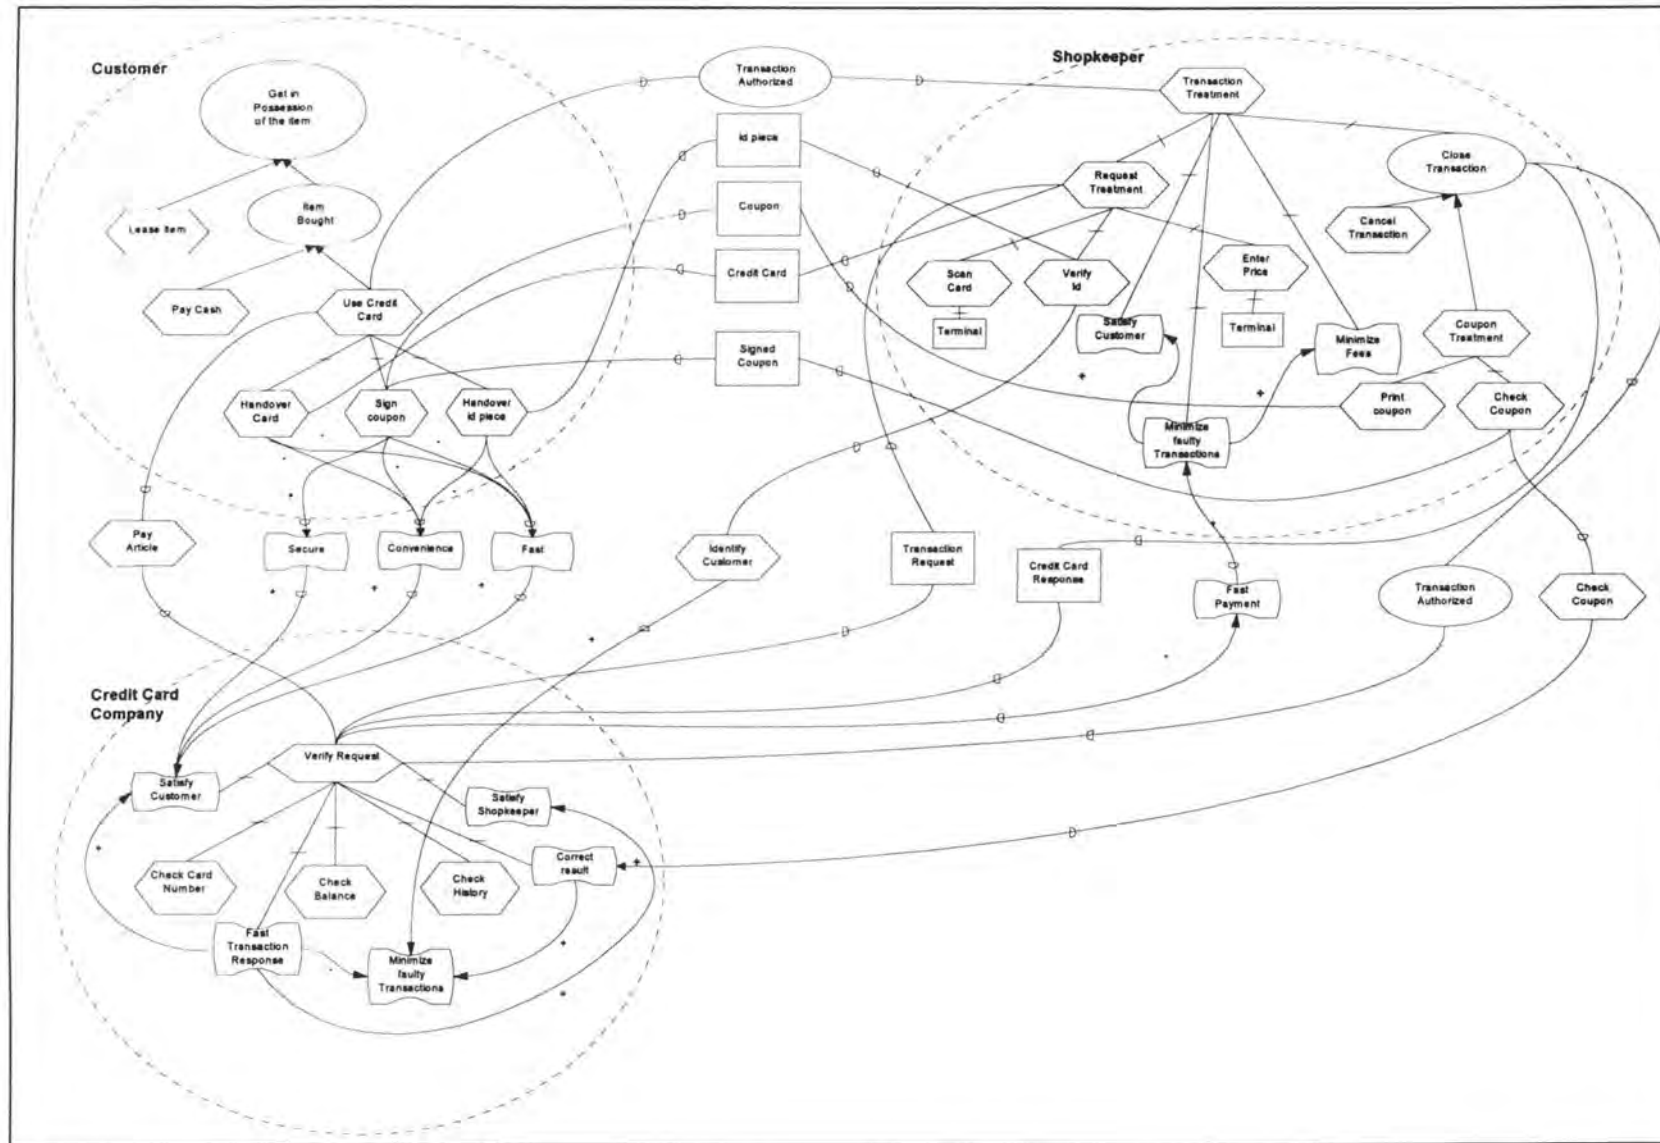 Customer
Get in
Possession
of the item
Lease Item
Item
Bought
Pay Cash
Use Credit
Card
Handover
Card
Sign
coupon
Handover
id piece
Transaction
Authorized
id piece
Coupon
Credit Card
Signed
Coupon
Shopkeeper
Transaction
Treatment
Request
Treatment
Close
Transaction
Cancel
Transaction
Scan
Card
Verify
Id
Enter
Price
Terminal
Satisfy
Customer
Terminal
Minimize
Fees
Coupon
Treatment
Print
coupon
Check
Coupon
Minimize
faulty
Transactions
Pay
Article
Secure
Convenience
Fast
Identify
Customer
Transaction
Request
Credit Card
Response
Fast
Payment
Transaction
Authorized
Check
Coupon
Credit Card
Company
Verify Request
Satisfy
Customer
Satisfy
Shopkeeper
Check Card
Number
Check
Balance
Check
History
Correct
result
Fast
Transaction
Response
Minimize
faulty
Transactions